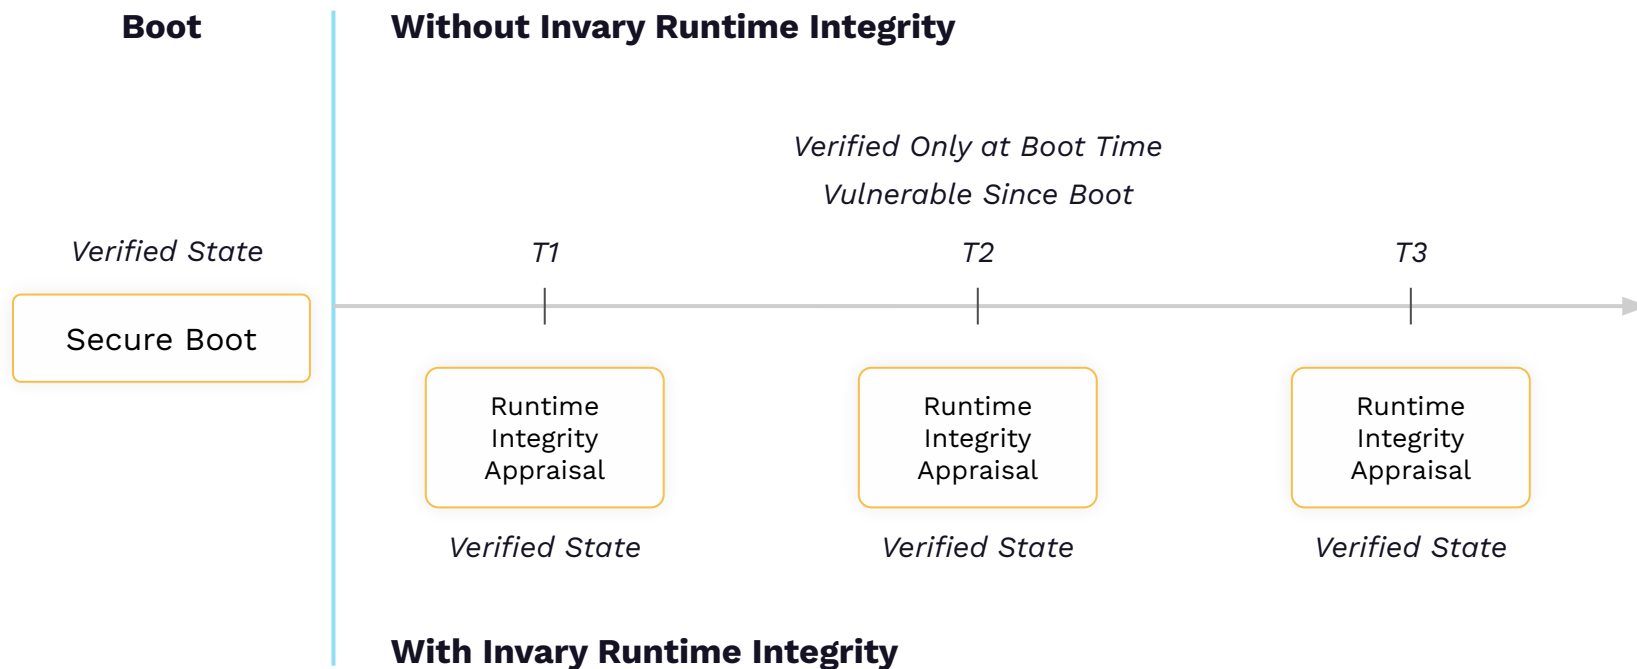 Boot
Without Invary Runtime Integrity
Verified Only at Boot Time
Vulnerable Since Boot
Verified State
T1
T2
T3
Secure Boot
Runtime
Integrity
Appraisal
Runtime
Integrity
Appraisal
Runtime
Integrity
Appraisal
Verified State
Verified State
Verified State
With Invary Runtime Integrity